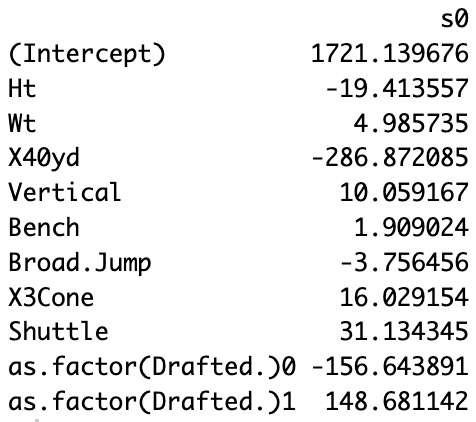 s0
(Intercept) 1721.139676
Ht -19.413557
Wt 4.985735
X40yd -286.872085
Vertical 10.059167
Bench 1.909024
Broad.Jump -3.756456
X3Cone 16.029154
Shuttle 31.134345
as.factor(Drafted.)0 -156.643891
as.factor(Drafted.)1 148.681142